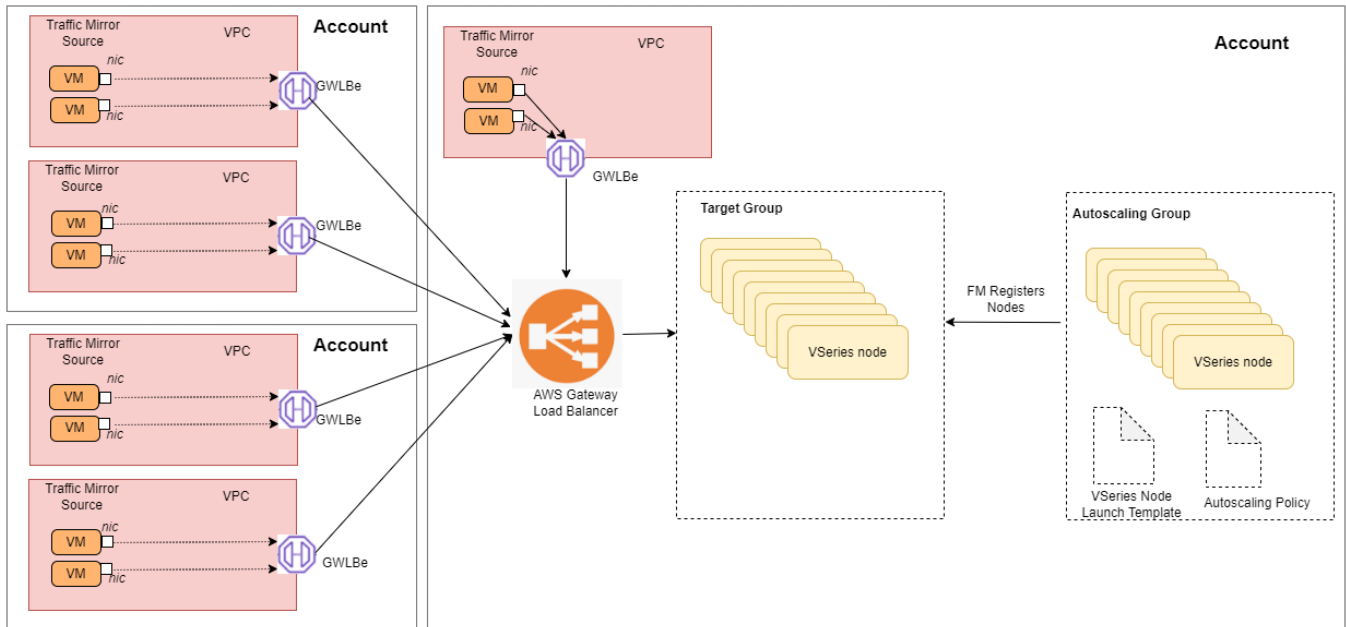 Account
Traffic Mirror
Source
VPC
nic
VM
VM
nic
GWLBe
Traffic Mirror
Source
VPC
nic
VM
VM
nic
GWLBe
Account
Traffic Mirror
Source
VPC
nic
VM
VM
nic
GWLBe
Traffic Mirror
Source
VPC
nic
VM
VM
nic
GWLBe
Account
Traffic Mirror
Source
VPC
nic
VM
VM
nic
GWLBe
AWS Gateway
Load Balancer
Target Group
VSeries node
FM Registers
Nodes
Autoscaling Group
VSeries node
VSeries Node
Launch Template
Autoscaling Policy